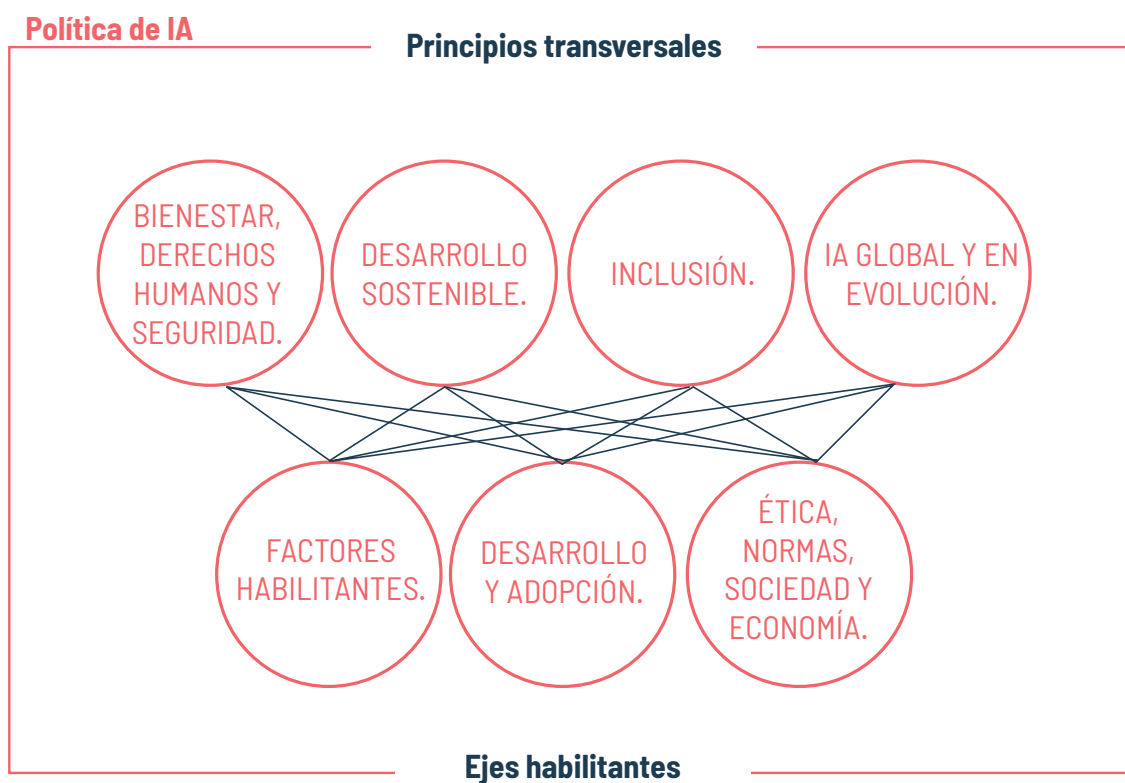 Política de IA
Principios transversales
BIENESTAR,
DERECHOS
HUMANOS Y
SEGURIDAD.
DESARROLLO
SOSTENIBLE.
INCLUSIÓN.
IA GLOBAL Y EN
EVOLUCIÓN.
FACTORES
HABILITANTES.
DESARROLLO
Y ADOPCIÓN.
ÉTICA,
NORMAS,
SOCIEDAD Y
ECONOMÍA.
Ejes habilitantes